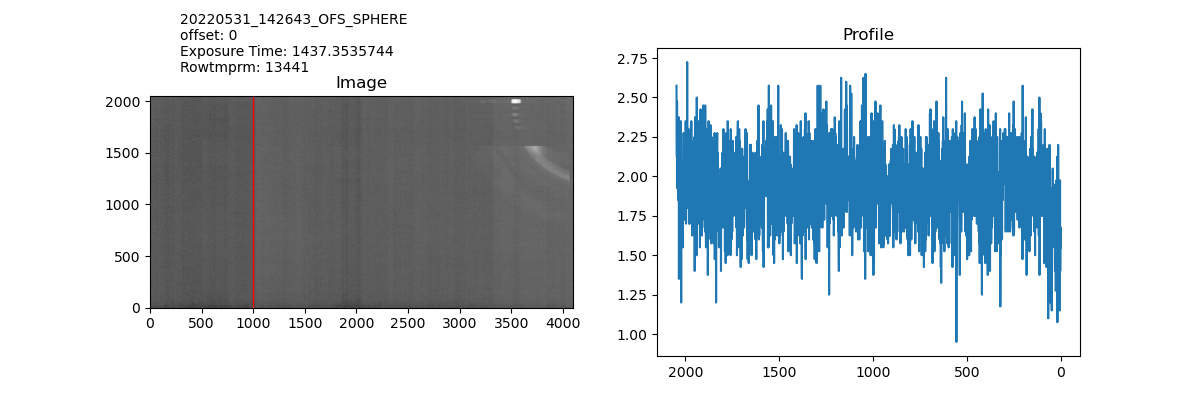 20220531_142643_OFS_SPHERE
offset: 0
Exposure Time: 1437.3535744
Rowtmprm: 13441
Image
2000
1500
1000
500
0
0 500 1000 1500 2000 2500 3000 3500 4000
Profile
2.75
2.50
2.25
2.00
1.75
1.50
1.25
1.00
2000 1500 1000 500 0